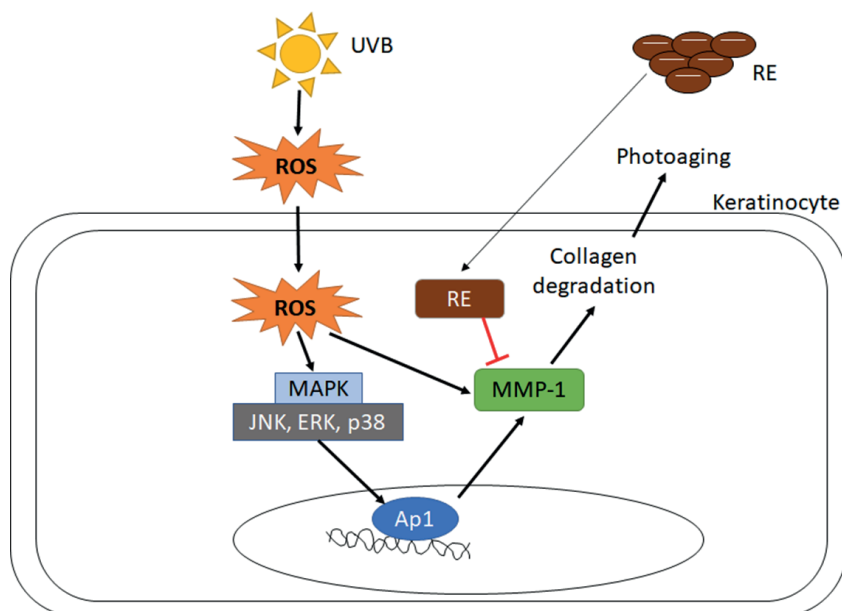 UVB
RE
ROS
Photoaging
Keratinocyte
Collagen
degradation
ROS
RE
MAPK
MMP-1
JNK, ERK, p38
Ap1